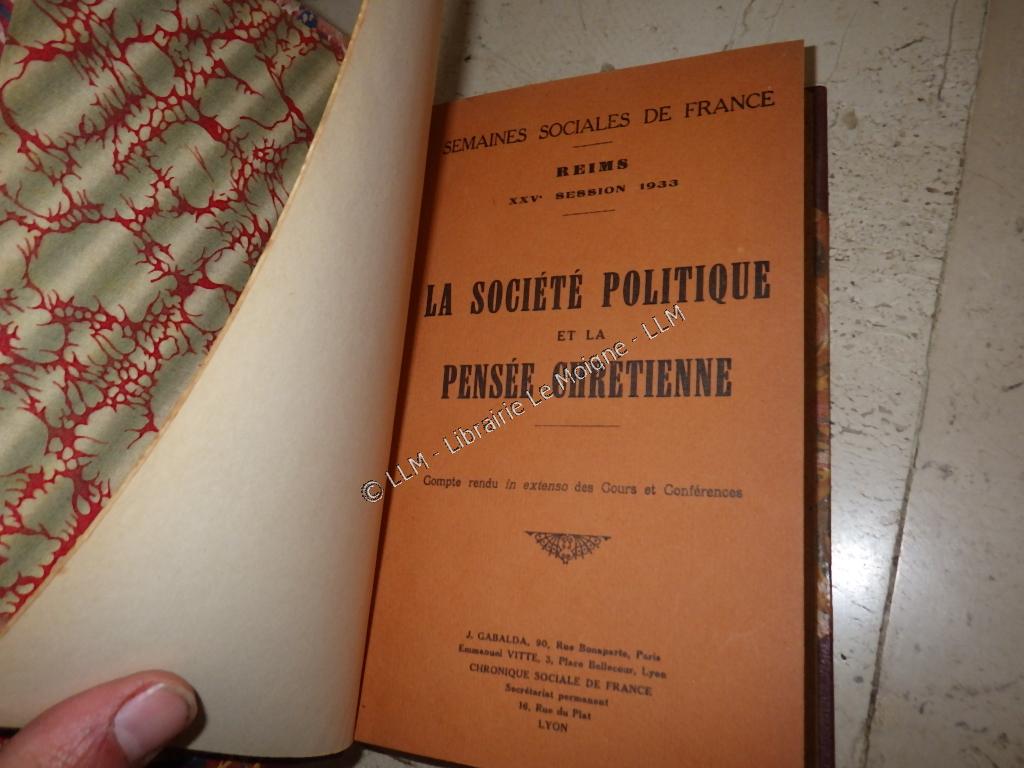 SEMAINES SOCIALES DE FRANCE
REIMS
XXVe SESSION 1933
LA SOCIÉTÉ POLITIQUE
ET LA
PENSÉE CHRÉTIENNE
© LLM - Librairie Le Moigne - LLM
Compte rendu in extenso des Cours et Conférences
J. GABALDA, 90, Rue Bonaparte, Paris
Emmanuel VITTE, 3, Place Bellecour, Lyon
CHRONIQUE SOCIALE DE FRANCE
Secrétariat permanent
16, Rue du Plat
LYON